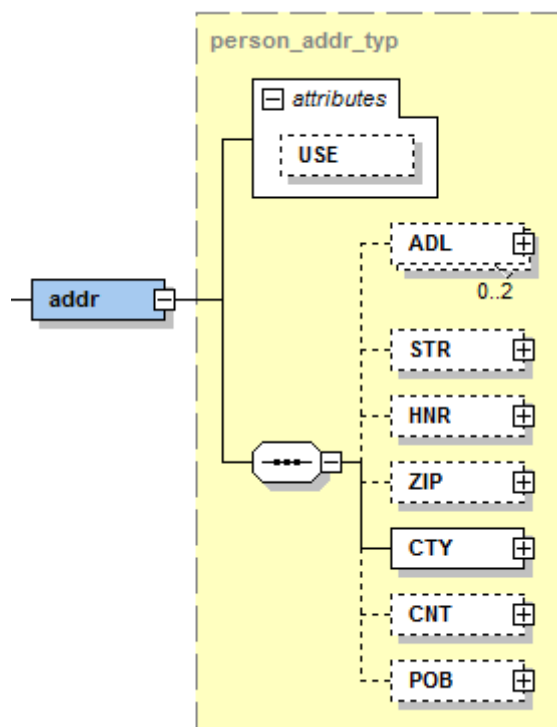 person_addr_typ
attributes
USE
addr
ADL
0..2
STR
HNR
ZIP
CTY
CNT
POB